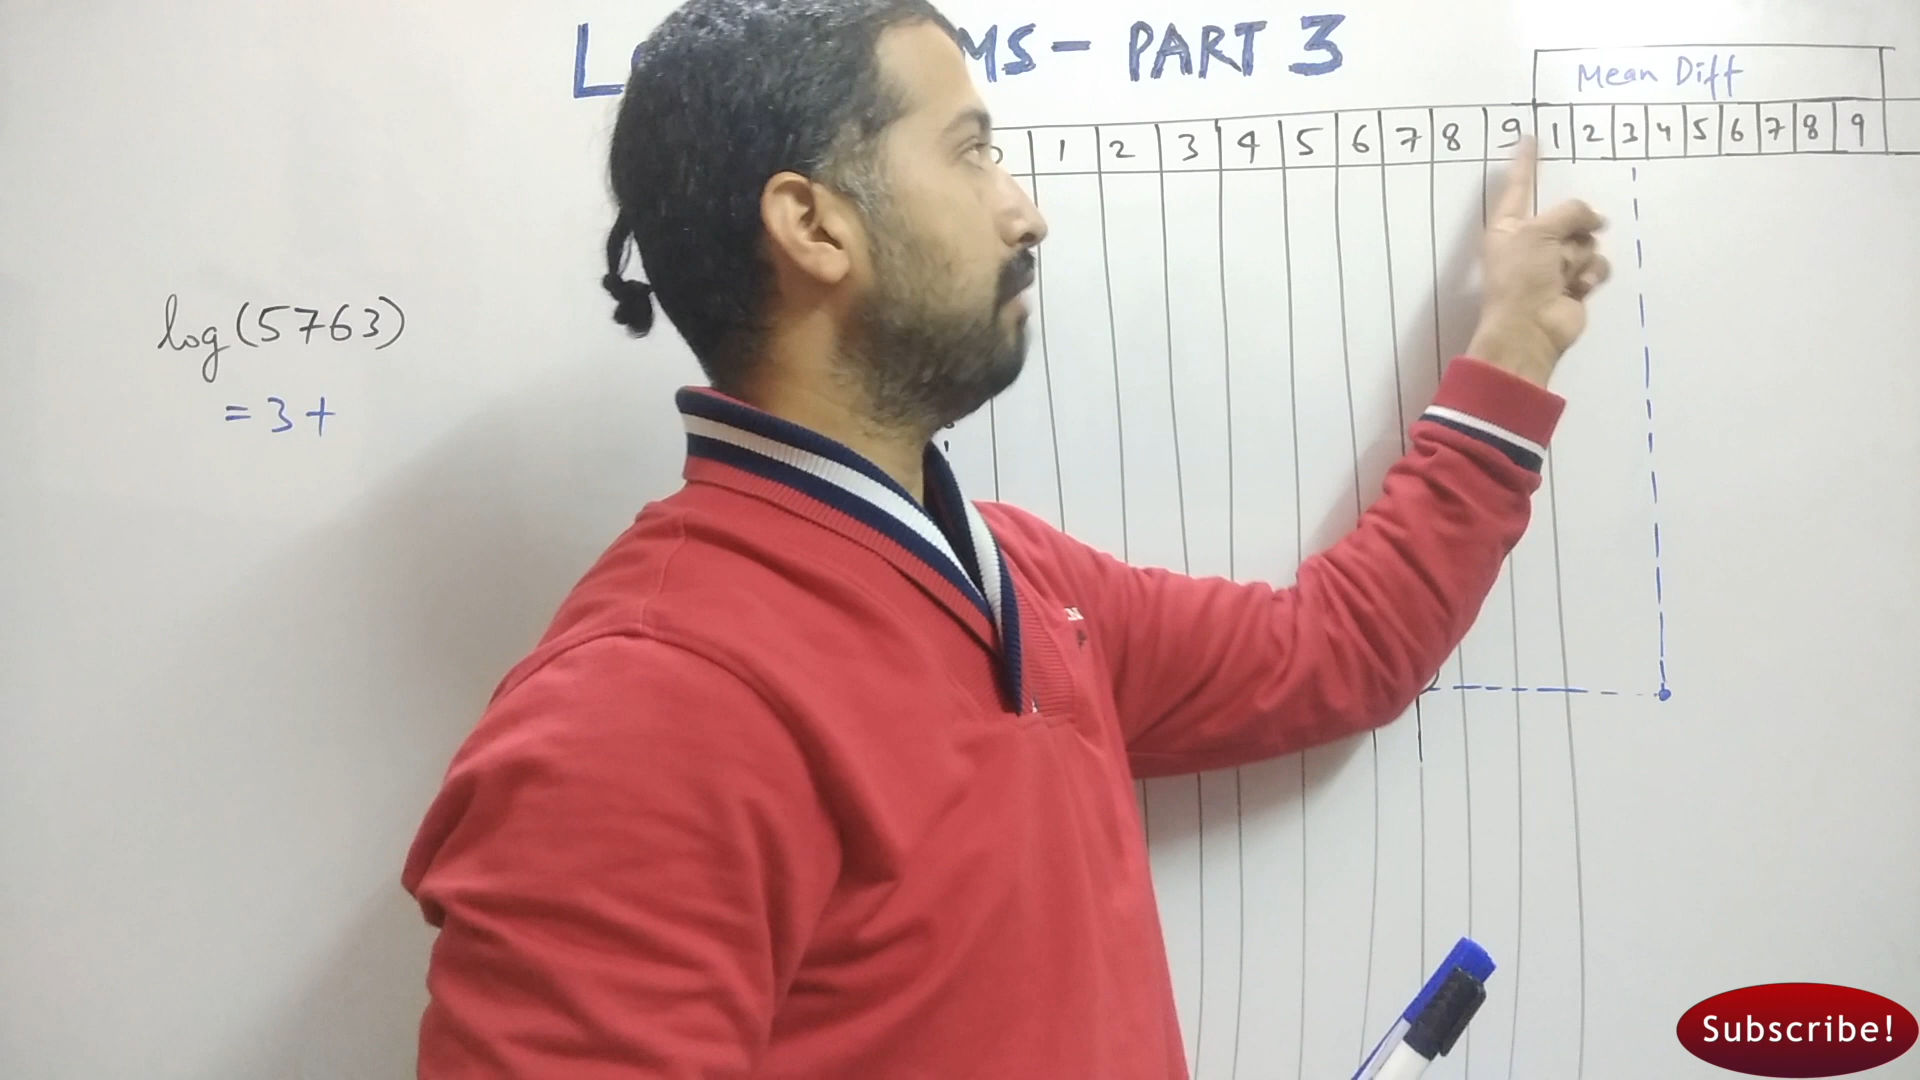 MS - PART 3
Mean Diff
1 2 3 4 5 6 7 8 9 1 2 3 4 5 6 7 8 9
log(5763)
= 3 +
Subscribe!